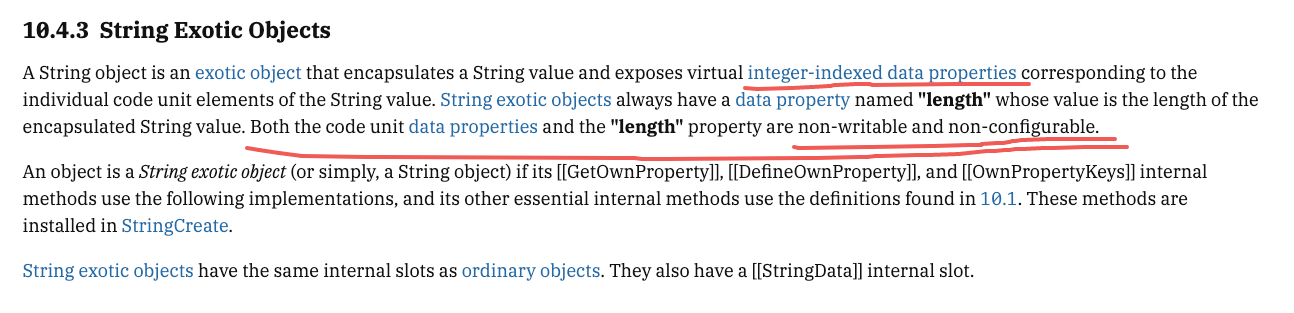 10.4.3 String Exotic Objects
A String object is an exotic object that encapsulates a String value and exposes virtual integer-indexed data properties corresponding to the
individual code unit elements of the String value. String exotic objects always have a data property named "length" whose value is the length of the
encapsulated String value. Both the code unit data properties and the "length" property are non-writable and non-configurable.
An object is a String exotic object (or simply, a String object) if its [[GetOwnProperty]], [[DefineOwnProperty]], and [[OwnPropertyKeys]] internal
methods use the following implementations, and its other essential internal methods use the definitions found in 10.1. These methods are
installed in StringCreate.
String exotic objects have the same internal slots as ordinary objects. They also have a [[StringData]] internal slot.